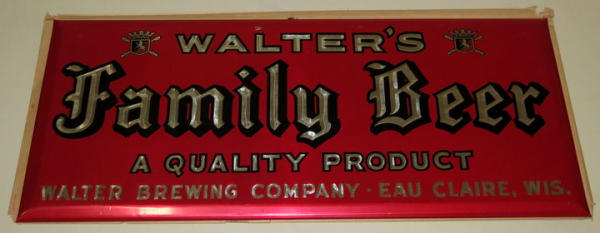 WALTER'S
Family Beer
A QUALITY PRODUCT
WALTER BREWING COMPANY - EAU CLAIRE, WIS.